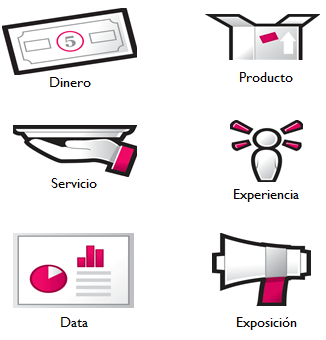 5
Dinero
Producto
Servicio
Experiencia
Data
Exposición